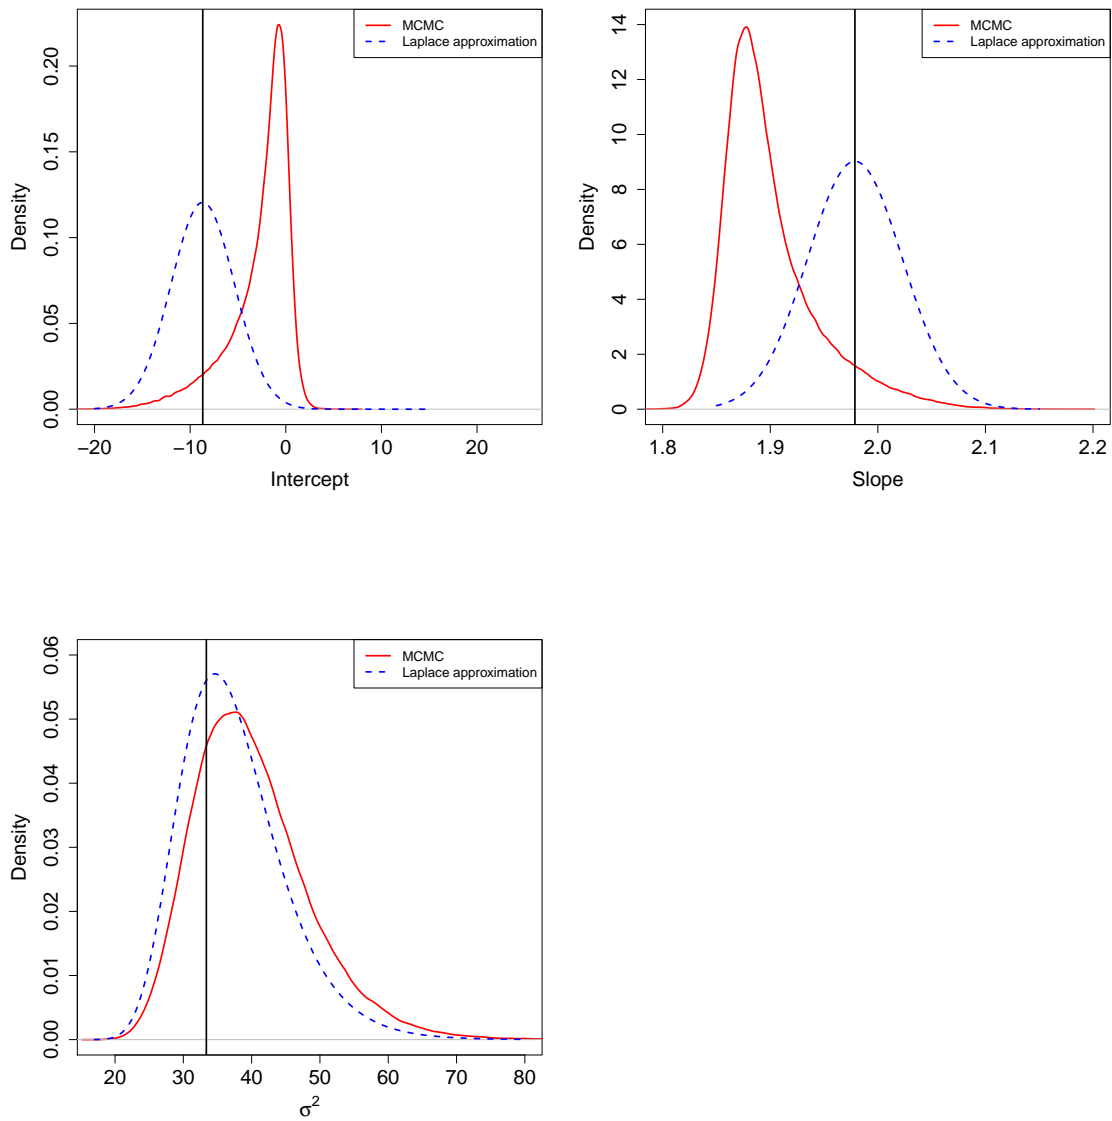 MCMC
Laplace approximation
Density
0.00 0.05 0.10 0.15 0.20
−20 −10 0 10 20
Intercept
MCMC
Laplace approximation
Density
0 2 4 6 8 10 12 14
1.8 1.9 2.0 2.1 2.2
Slope
MCMC
Laplace approximation
Density
0.00 0.01 0.02 0.03 0.04 0.05 0.06
20 30 40 50 60 70 80
σ²